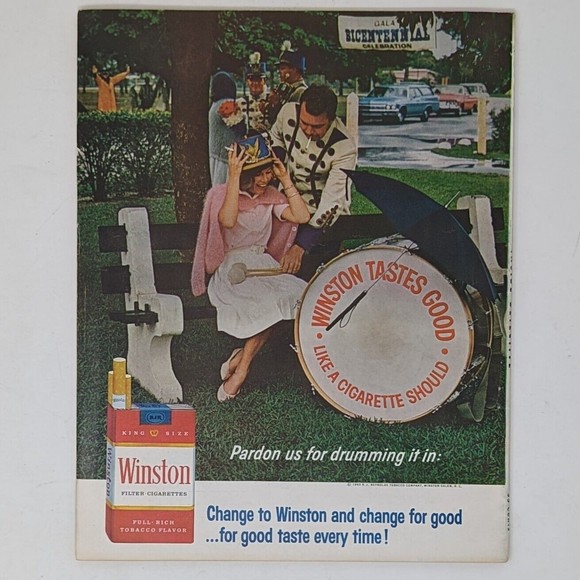 GALA
BICENTENNIAL
CELEBRATION
· WINSTON TASTES GOOD ·
LIKE A CIGARETTE SHOULD
Pardon us for drumming it in:
KING SIZE
Winston
Winston
FILTER·CIGARETTES
FULL·RICH
TOBACCO FLAVOR
Change to Winston and change for good
...for good taste every time!